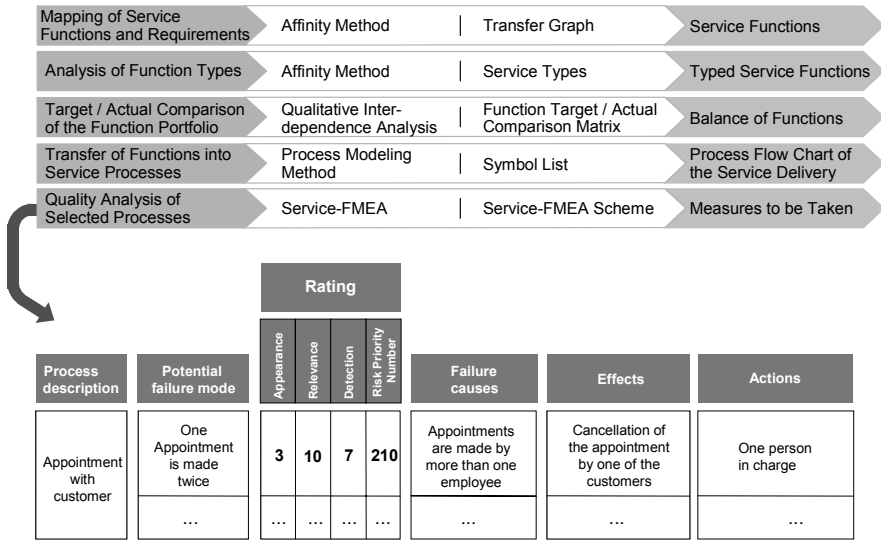 Mapping of Service
Functions and Requirements
Affinity Method | Transfer Graph
Service Functions
Analysis of Function Types
Affinity Method | Service Types
Typed Service Functions
Target / Actual Comparison
of the Function Portfolio
Qualitative Inter-
dependence Analysis
|
Function Target / Actual
Comparison Matrix
Balance of Functions
Transfer of Functions into
Service Processes
Process Modeling
Method
|
Symbol List
Process Flow Chart of
the Service Delivery
Quality Analysis of
Selected Processes
Service-FMEA | Service-FMEA Scheme
Measures to be Taken
Rating
Process
description
Potential
failure mode
Appearance
Relevance
Detection
Risk Priority
Number
Failure
causes
Effects
Actions
Appointment
with
customer
One
Appointment
is made
twice
3 10 7 210
Appointments
are made by
more than one
employee
Cancellation of
the appointment
by one of the
customers
One person
in charge
... ... ... ... ... ... ... ...